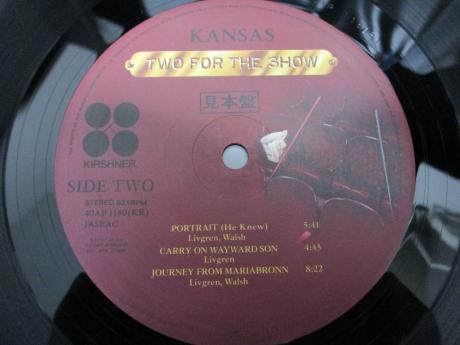 KANSAS
TWO FOR THE SHOW
見本盤
KIRSHNER
SIDE TWO
STEREO 33⅓RPM
40AP 1180(KR)
JASRAC
PORTRAIT (He Knew) 5:41
Livgren, Walsh
CARRY ON WAYWARD SON 4:43
Livgren
JOURNEY FROM MARIABRONN 8:22
Livgren, Walsh